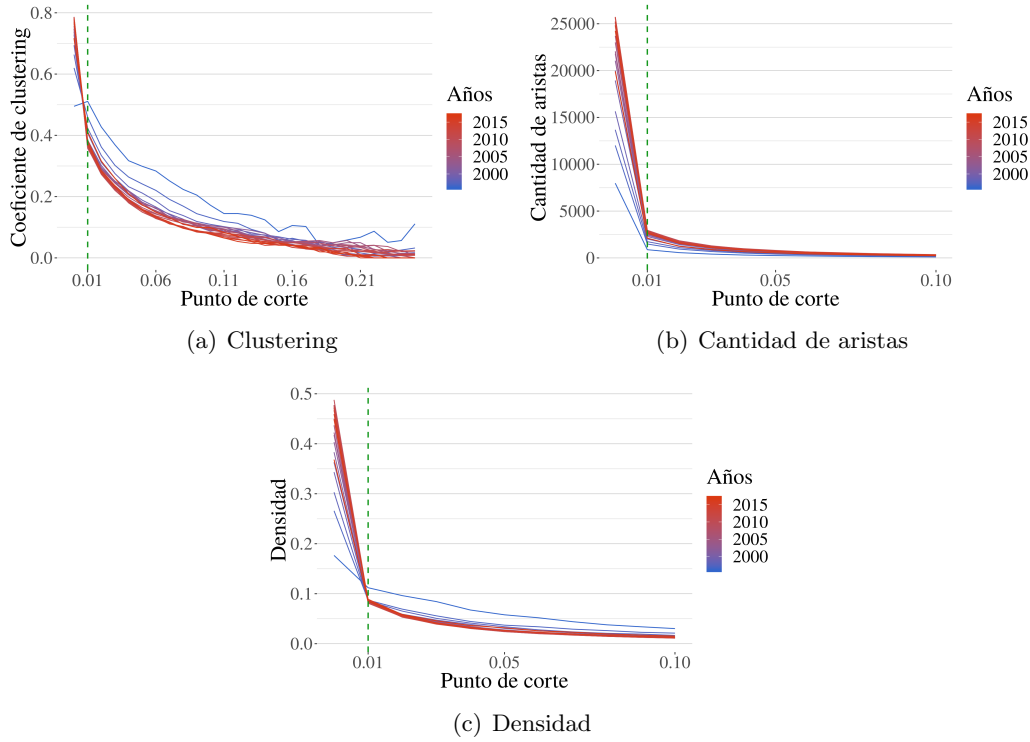 Coeficiente de clustering
0.8
0.6
0.4
0.2
0.0
0.01 0.06 0.11 0.16 0.21
Punto de corte
Años
2015
2010
2005
2000
(a) Clustering
Cantidad de aristas
25000
20000
15000
10000
5000
0
0.01 0.05 0.10
Punto de corte
Años
2015
2010
2005
2000
(b) Cantidad de aristas
Densidad
0.5
0.4
0.3
0.2
0.1
0.0
0.01 0.05 0.10
Punto de corte
Años
2015
2010
2005
2000
(c) Densidad